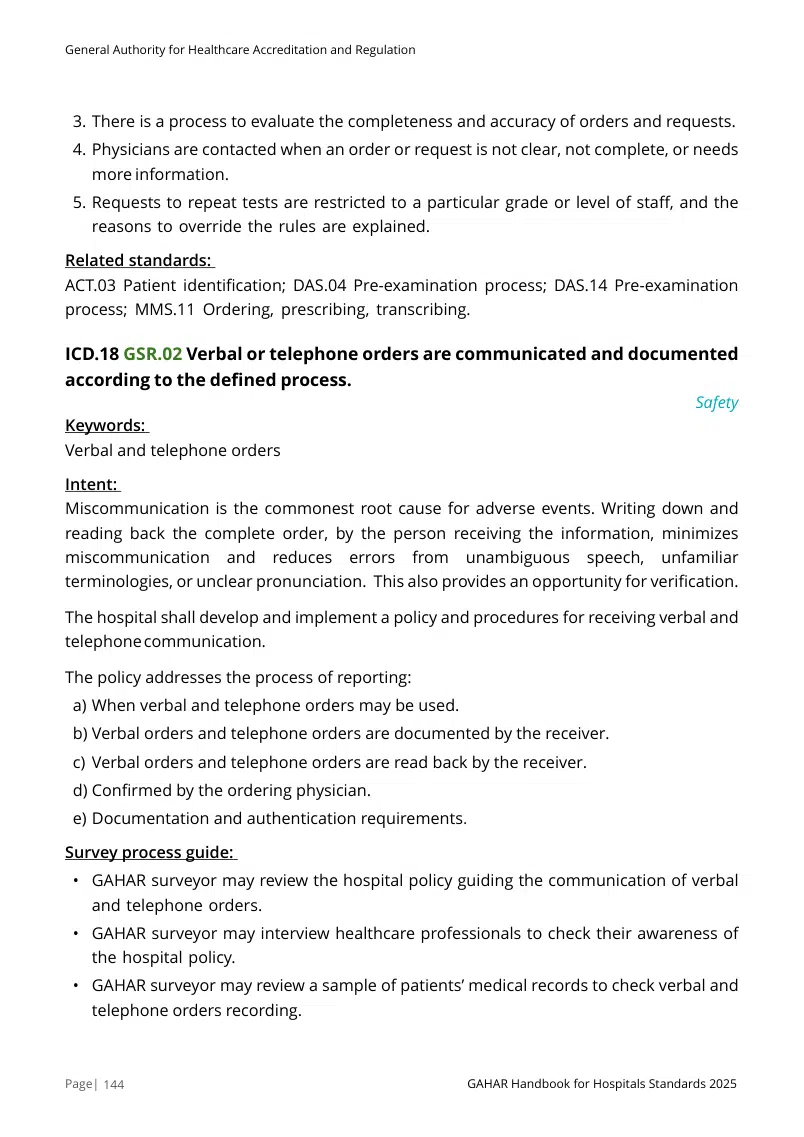 General Authority for Healthcare Accreditation and Regulation
3. There is a process to evaluate the completeness and accuracy of orders and requests.
4. Physicians are contacted when an order or request is not clear, not complete, or needs
more information.
5. Requests to repeat tests are restricted to a particular grade or level of staff, and the
reasons to override the rules are explained.
Related standards:
ACT.03 Patient identification; DAS.04 Pre-examination process; DAS.14 Pre-examination
process; MMS.11 Ordering, prescribing, transcribing.
ICD.18 GSR.02 Verbal or telephone orders are communicated and documented
according to the defined process.
Safety
Keywords:
Verbal and telephone orders
Intent:
Miscommunication is the commonest root cause for adverse events. Writing down and
reading back the complete order, by the person receiving the information, minimizes
miscommunication and reduces errors from unambiguous speech, unfamiliar
terminologies, or unclear pronunciation. This also provides an opportunity for verification.
The hospital shall develop and implement a policy and procedures for receiving verbal and
telephone communication.
The policy addresses the process of reporting:
a) When verbal and telephone orders may be used.
b) Verbal orders and telephone orders are documented by the receiver.
c) Verbal orders and telephone orders are read back by the receiver.
d) Confirmed by the ordering physician.
e) Documentation and authentication requirements.
Survey process guide:
• GAHAR surveyor may review the hospital policy guiding the communication of verbal
and telephone orders.
• GAHAR surveyor may interview healthcare professionals to check their awareness of
the hospital policy.
• GAHAR surveyor may review a sample of patients’ medical records to check verbal and
telephone orders recording.
Page| 144
GAHAR Handbook for Hospitals Standards 2025